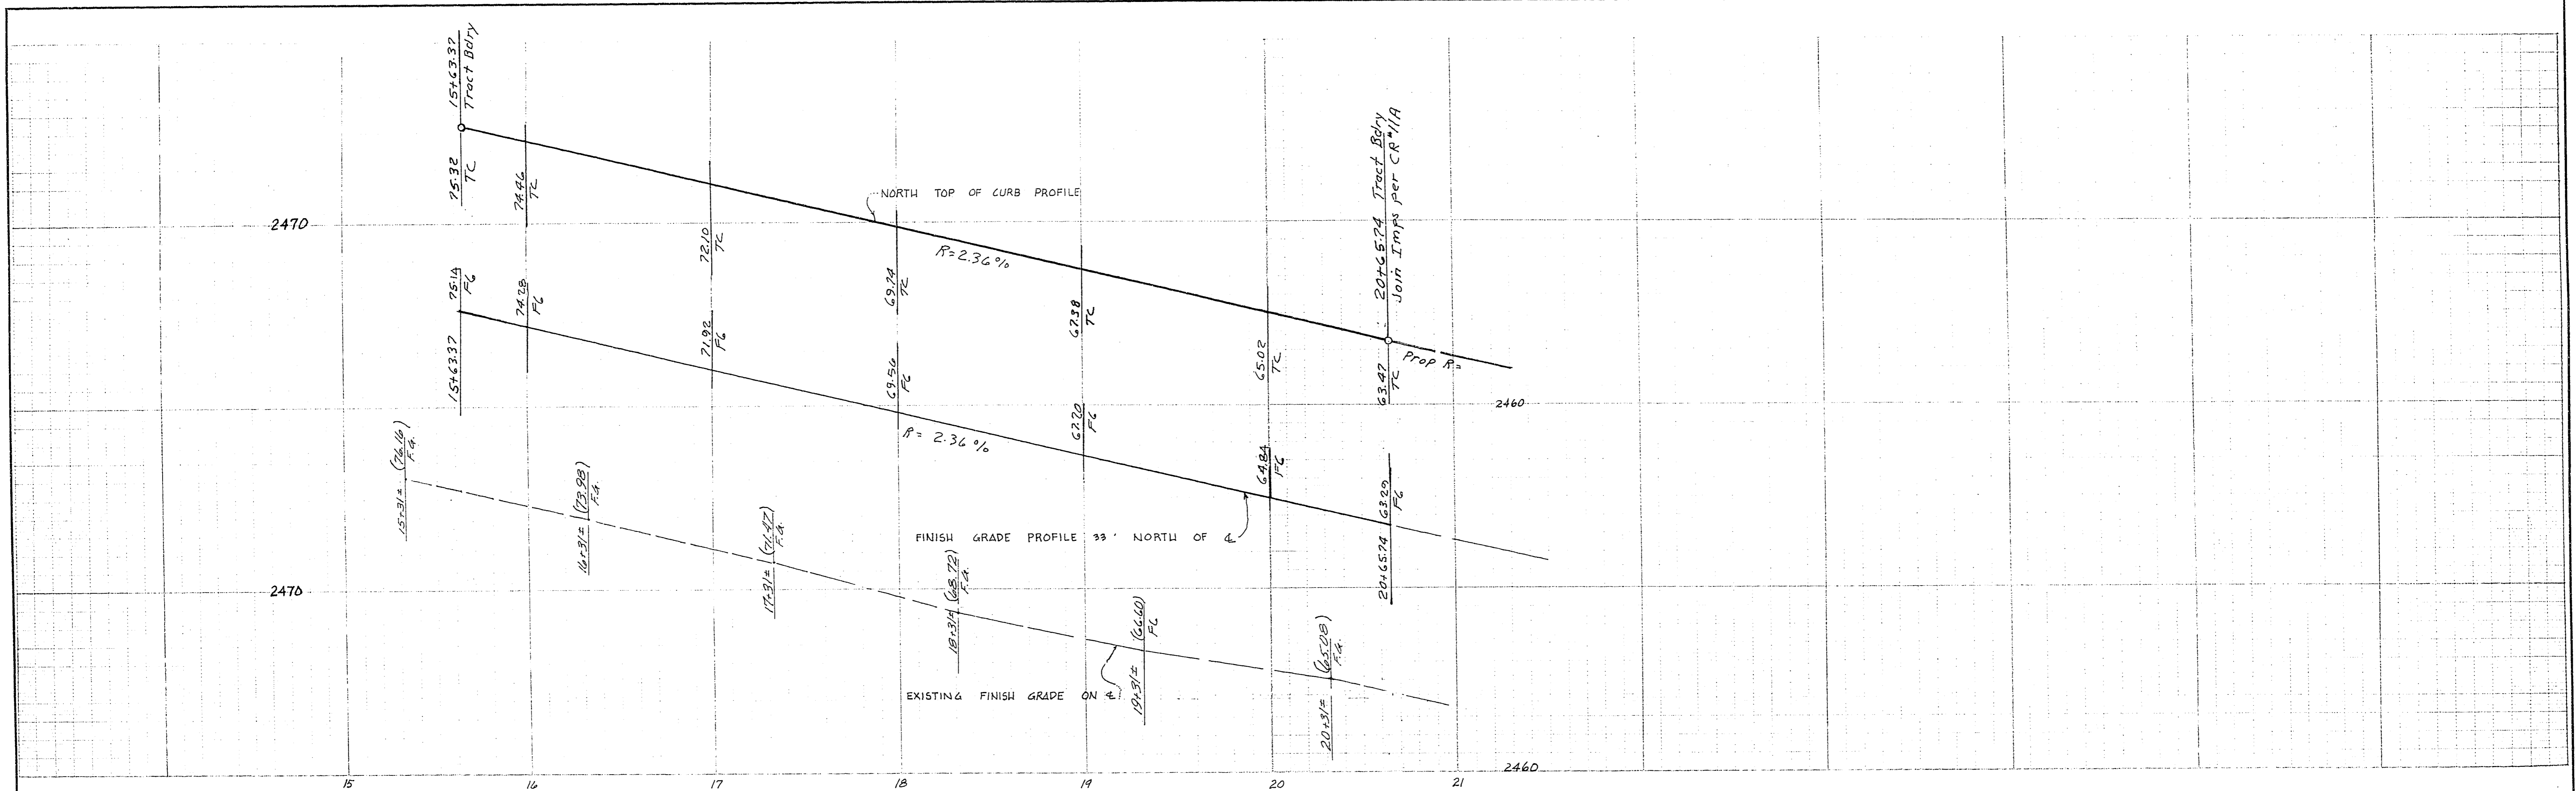 15+63.37
Tract Bdry
75.32
TC
74.46
TC
72.10
TC
NORTH TOP OF CURB PROFILE
69.74
TC
R=2.36%
67.38
TC
65.02
TC
20+65.74 Tract Bdry
Join Imps per CR#11A
63.47
TC
Prop R=
2470
2460
15+63.37
75.14
FG
74.28
FG
71.92
FG
69.56
FG
R= 2.36%
67.20
FG
64.84
FG
20+65.74
63.29
FG
FINISH GRADE PROFILE 33' NORTH OF ℄
2470
15+31± (76.16)
F.G.
16+31± (73.98)
F.G.
17+31± (71.47)
F.G.
18+31± (68.72)
F.G.
19+31± (66.60)
FG
20+31± (65.08)
F.G.
EXISTING FINISH GRADE ON ℄
2460
15 16 17 18 19 20 21